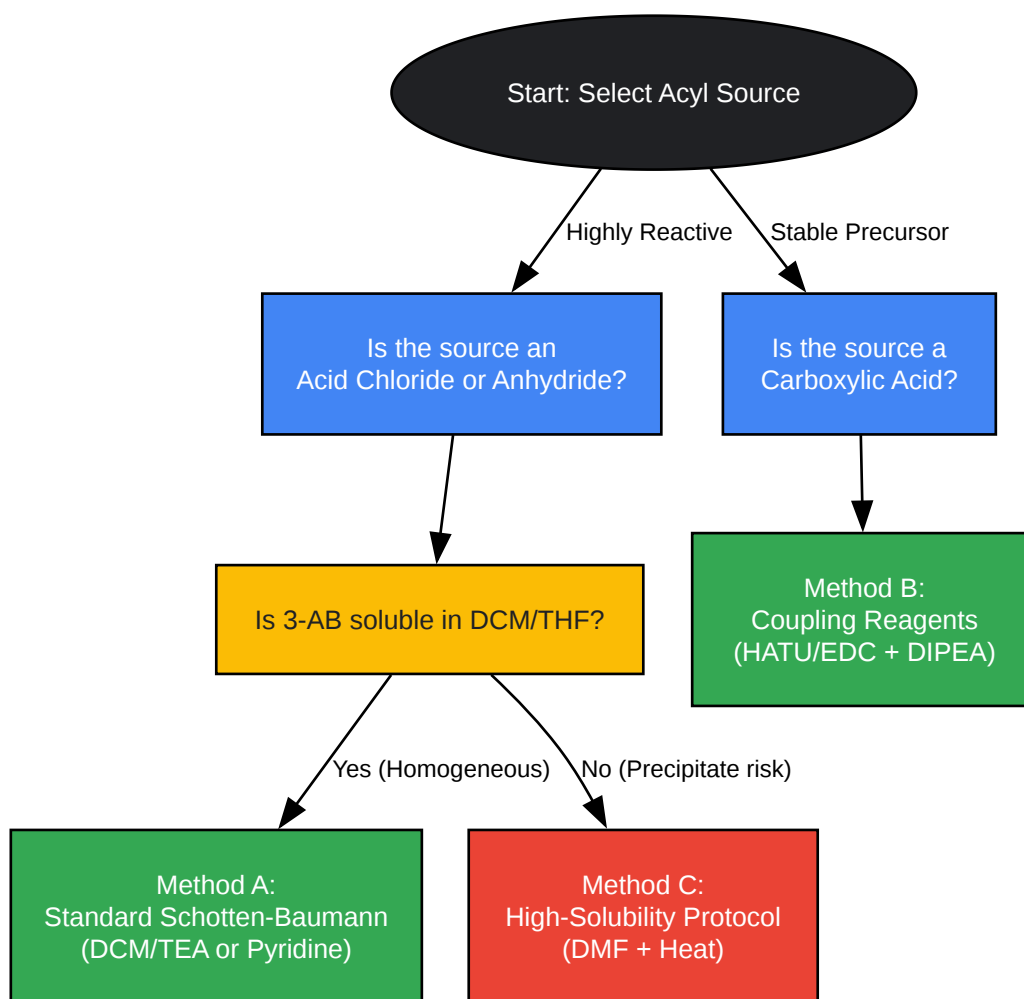 Start: Select Acyl Source
Highly Reactive
Stable Precursor
Is the source an
Acid Chloride or Anhydride?
Is the source a
Carboxylic Acid?
Is 3-AB soluble in DCM/THF?
Method B:
Coupling Reagents
(HATU/EDC + DIPEA)
Yes (Homogeneous)
No (Precipitate risk)
Method A:
Standard Schotten-Baumann
(DCM/TEA or Pyridine)
Method C:
High-Solubility Protocol
(DMF + Heat)